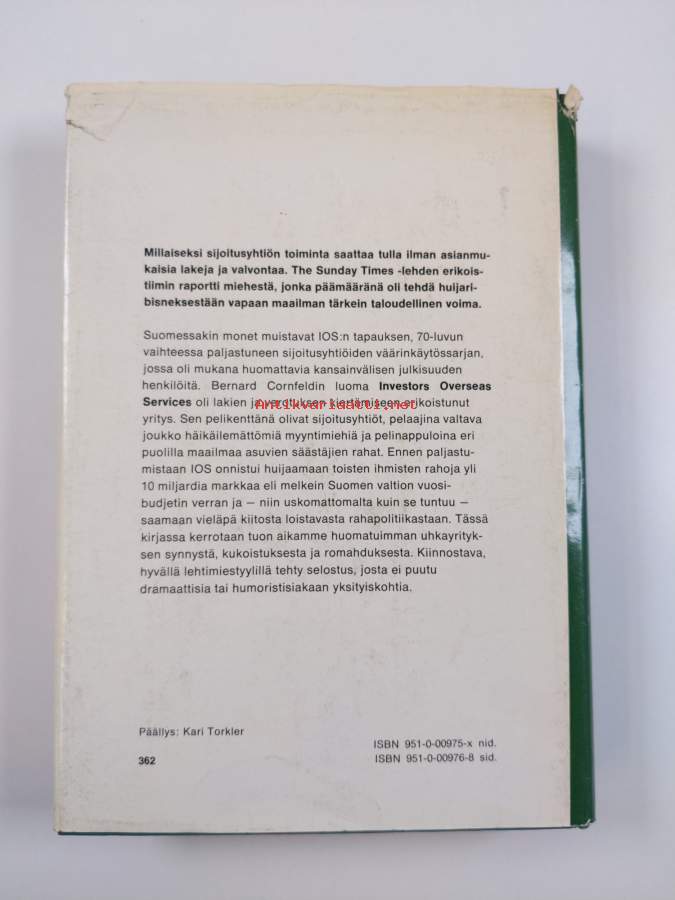 Millaiseksi sijoitusyhtiön toiminta saattaa tulla ilman asianmu-
kaisia lakeja ja valvontaa. The Sunday Times -lehden erikois-
tiimin raportti miehestä, jonka päämääränä oli tehdä huijari-
bisneksestään vapaan maailman tärkein taloudellinen voima.
Suomessakin monet muistavat IOS:n tapauksen, 70-luvun
vaihteessa paljastuneen sijoitusyhtiöiden väärinkäytössarjan,
jossa oli mukana huomattavia kansainvälisen julkisuuden
henkilöitä. Bernard Cornfeldin luoma Investors Overseas
Services oli lakien ja varotuksen kiertämiseen erikoistunut
Antikvariaatti.net
yritys. Sen pelikenttänä olivat sijoitusyhtiöt, pelaajina valtava
joukko häikäilemättömiä myyntimiehiä ja pelinappuloina eri
puolilla maailmaa asuvien säästäjien rahat. Ennen paljastu-
mistaan IOS onnistui huijaamaan toisten ihmisten rahoja yli
10 miljardia markkaa eli melkein Suomen valtion vuosi-
budjetin verran ja — niin uskomattomalta kuin se tuntuu —
saamaan vieläpä kiitosta loistavasta rahapolitiikastaan. Tässä
kirjassa kerrotaan tuon aikamme huomatuimman uhkayrityk-
sen synnystä, kukoistuksesta ja romahduksesta. Kiinnostava,
hyvällä lehtimiestyylillä tehty selostus, josta ei puutu
dramaattisia tai humoristisiakaan yksityiskohtia.
Päällys: Kari Torkler
362
ISBN 951-0-00975-x nid.
ISBN 951-0-00976-8 sid.